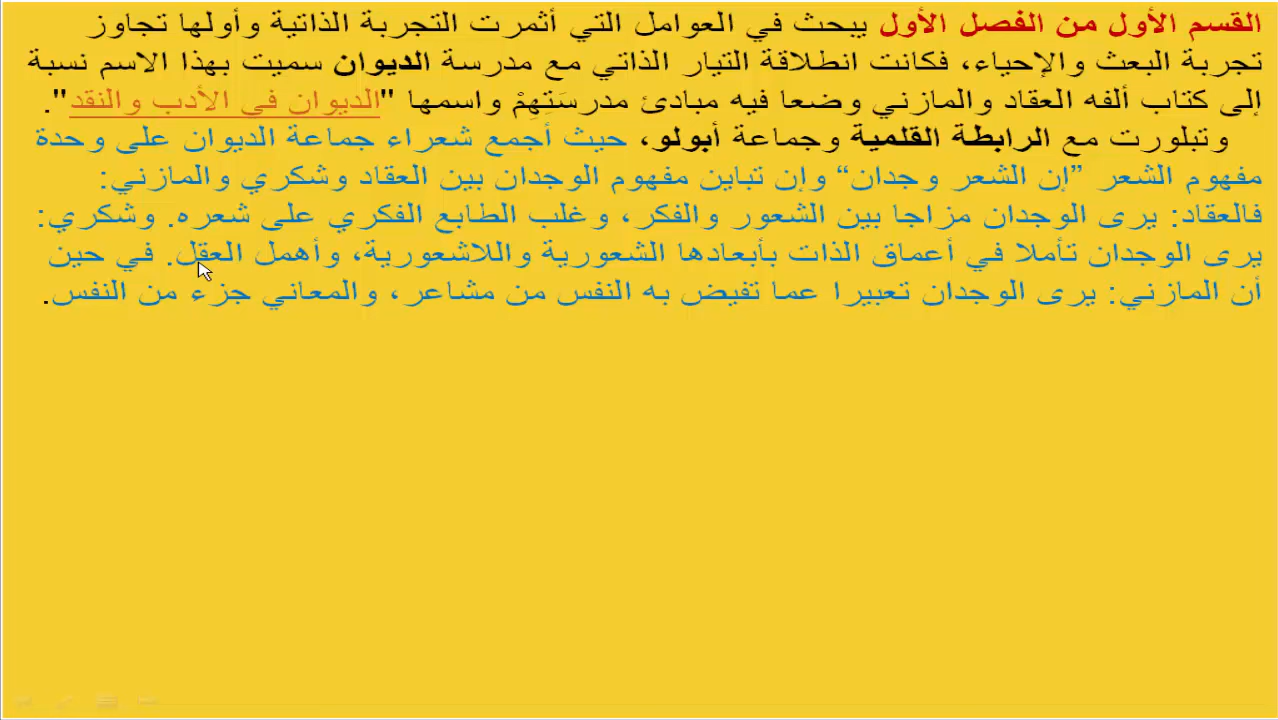 القسم الأول من الفصل الأول يبحث في العوامل التي أثمرت التجربة الذاتية وأولها تجاوز
تجربة البعث والإحياء، فكانت انطلاقة التيار الذاتي مع مدرسة الديوان سميت بهذا الاسم نسبة
إلى كتاب ألفه العقاد والمازني وضعا فيه مبادئ مدرسَتِهِمْ واسمها "الديوان في الأدب والنقد".
وتبلورت مع الرابطة القلمية وجماعة أبولو، حيث أجمع شعراء جماعة الديوان على وحدة
مفهوم الشعر ”إن الشعر وجدان“ وإن تباين مفهوم الوجدان بين العقاد وشكري والمازني:
فالعقاد: يرى الوجدان مزاجا بين الشعور والفكر، وغلب الطابع الفكري على شعره. وشكري:
يرى الوجدان تأملا في أعماق الذات بأبعادها الشعورية واللاشعورية، وأهمل العقل. في حين
أن المازني: يرى الوجدان تعبيرا عما تفيض به النفس من مشاعر، والمعاني جزء من النفس.